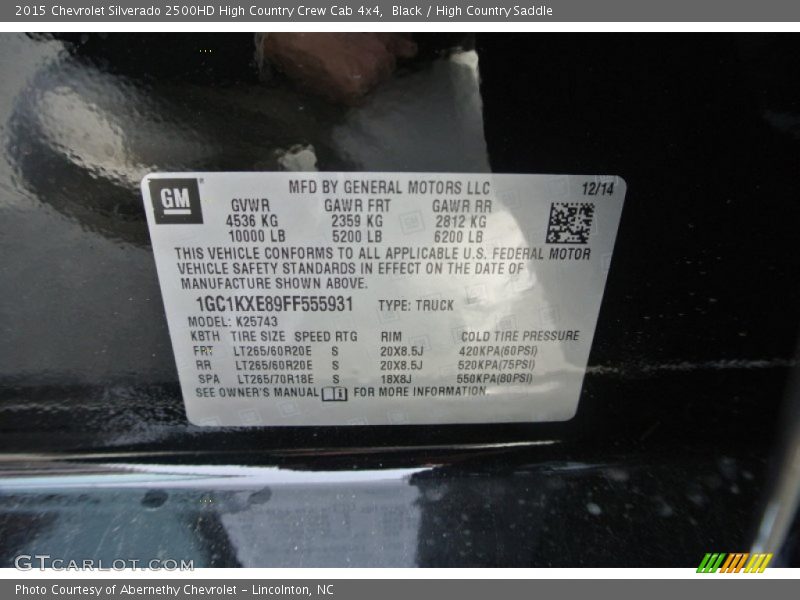 2015 Chevrolet Silverado 2500HD High Country Crew Cab 4x4, Black / High Country Saddle
GM
MFD BY GENERAL MOTORS LLC 12/14
GVWR GAWR FRT GAWR RR
4536 KG 2359 KG 2812 KG
10000 LB 5200 LB 6200 LB
THIS VEHICLE CONFORMS TO ALL APPLICABLE U.S. FEDERAL MOTOR
VEHICLE SAFETY STANDARDS IN EFFECT ON THE DATE OF
MANUFACTURE SHOWN ABOVE.
1GC1KXE89FF555931 TYPE: TRUCK
MODEL: K25743
KBTH TIRE SIZE SPEED RTG RIM COLD TIRE PRESSURE
FRT LT265/60R20E S 20X8.5J 420KPA(60PSI)
RR LT265/60R20E S 20X8.5J 520KPA(75PSI)
SPA LT265/70R18E S 18X8J 550KPA(80PSI)
SEE OWNER'S MANUAL FOR MORE INFORMATION.
GTCARLOT.COM
Photo Courtesy of Abernethy Chevrolet – Lincolnton, NC